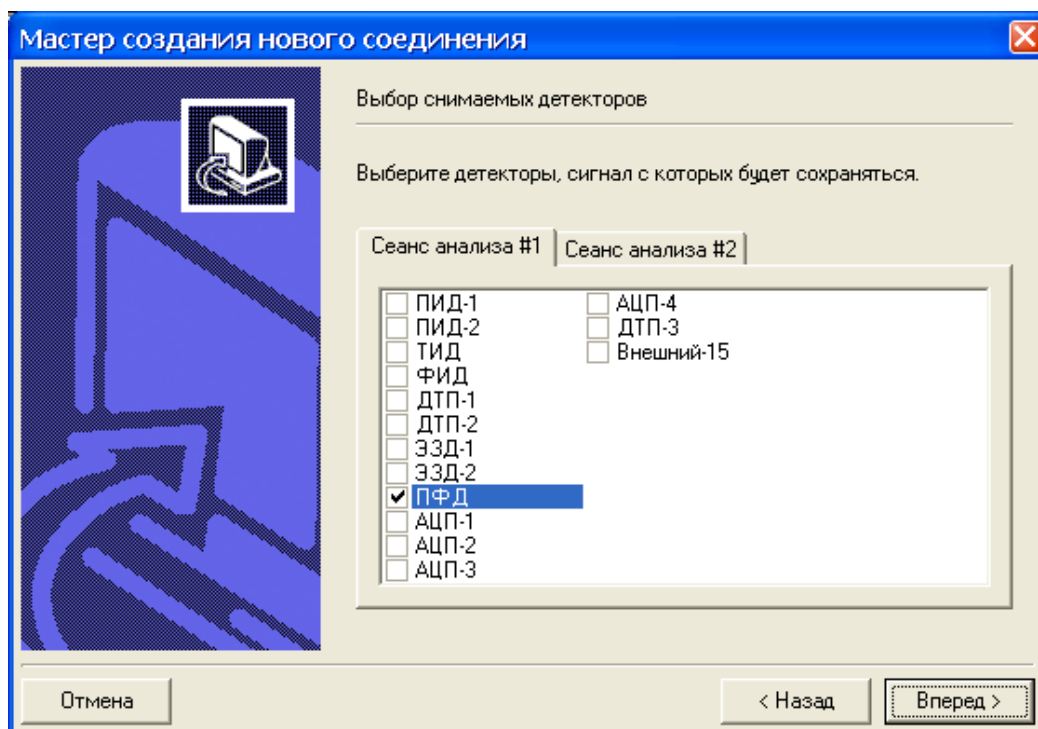 Мастер создания нового соединения
Выбор снимаемых детекторов
Выберите детекторы, сигнал с которых будет сохраняться.
Сеанс анализа #1
Сеанс анализа #2
ПИД-1
ПИД-2
ТИД
ФИД
ДТП-1
ДТП-2
ЭЗД-1
ЭЗД-2
ПФД
АЦП-1
АЦП-2
АЦП-3
АЦП-4
ДТП-3
Внешний-15
Отмена
< Назад
Вперед >